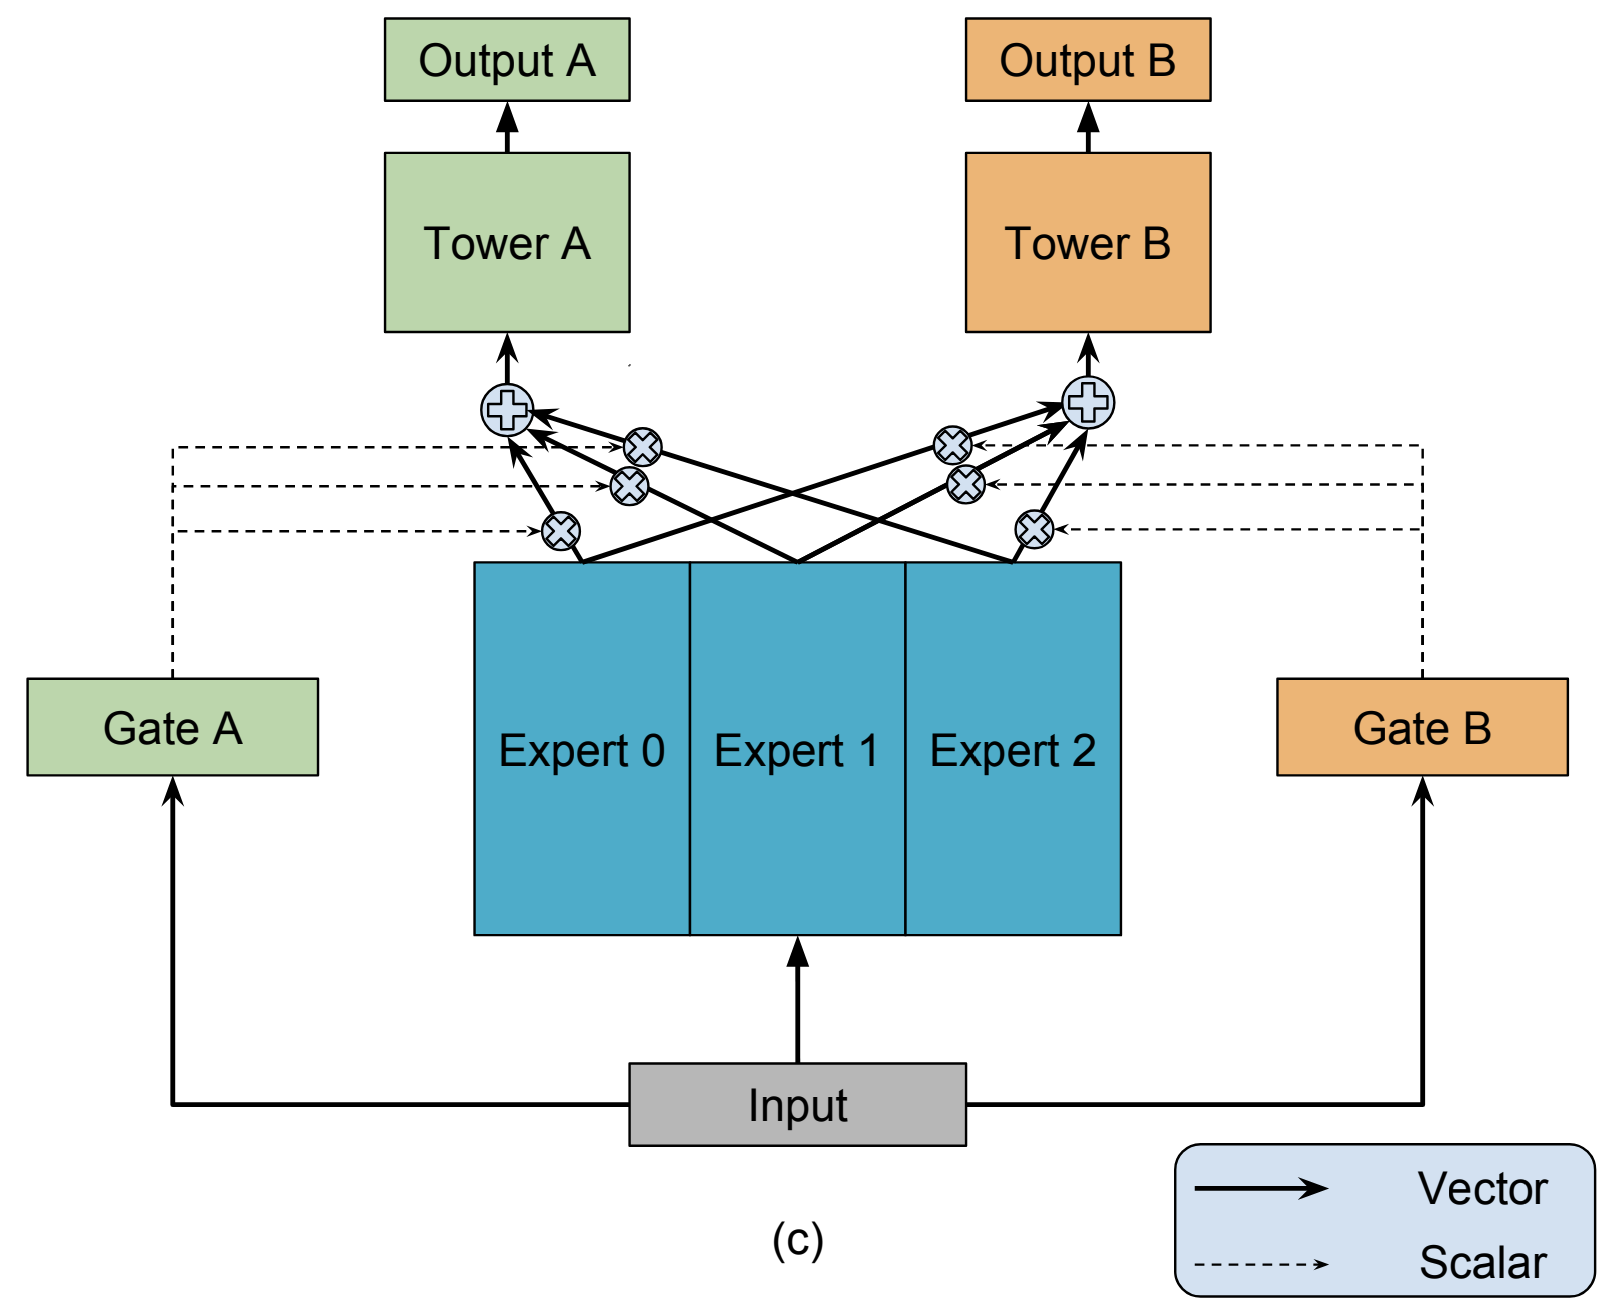 Output A
Output B
Tower A
Tower B
Gate A
Expert 0
Expert 1
Expert 2
Gate B
Input
Vector
Scalar
(c)